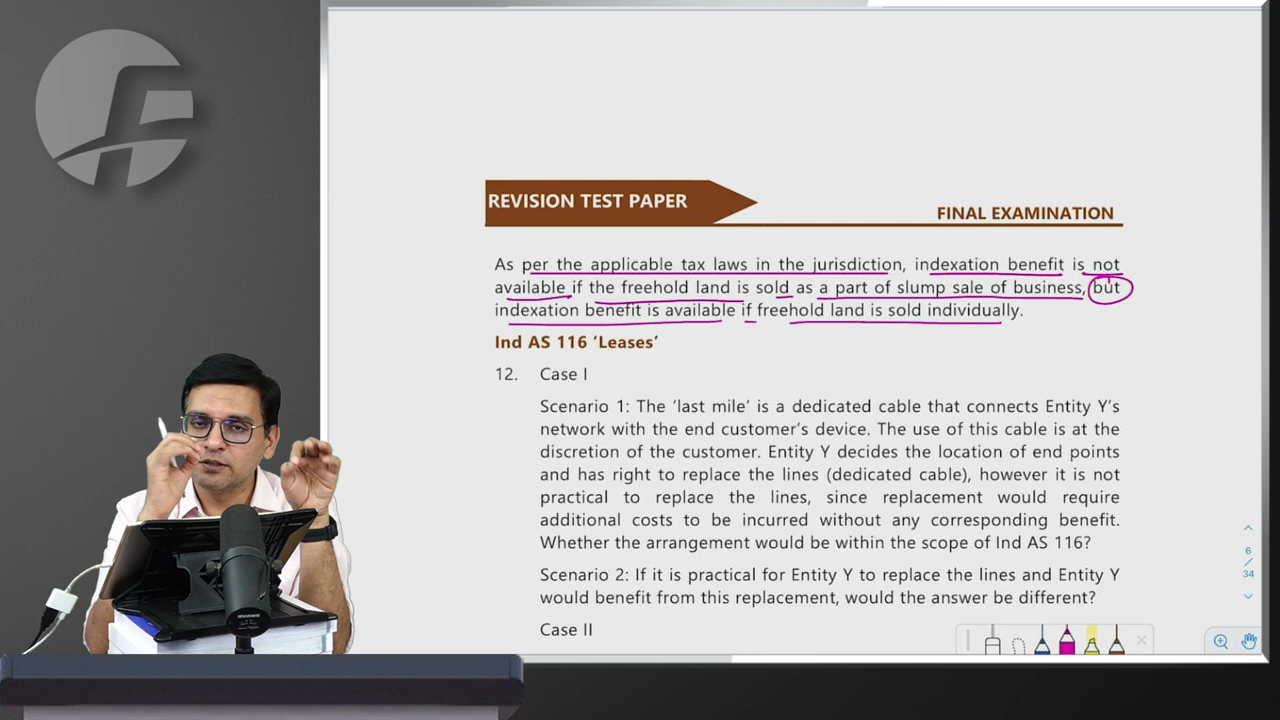 REVISION TEST PAPER
FINAL EXAMINATION
As per the applicable tax laws in the jurisdiction, indexation benefit is not
available if the freehold land is sold as a part of slump sale of business, but
indexation benefit is available if freehold land is sold individually.
Ind AS 116 ‘Leases’
12. Case I
Scenario 1: The ‘last mile’ is a dedicated cable that connects Entity Y’s
network with the end customer’s device. The use of this cable is at the
discretion of the customer. Entity Y decides the location of end points
and has right to replace the lines (dedicated cable), however it is not
practical to replace the lines, since replacement would require
additional costs to be incurred without any corresponding benefit.
Whether the arrangement would be within the scope of Ind AS 116?
Scenario 2: If it is practical for Entity Y to replace the lines and Entity Y
would benefit from this replacement, would the answer be different?
Case II
6
/
34